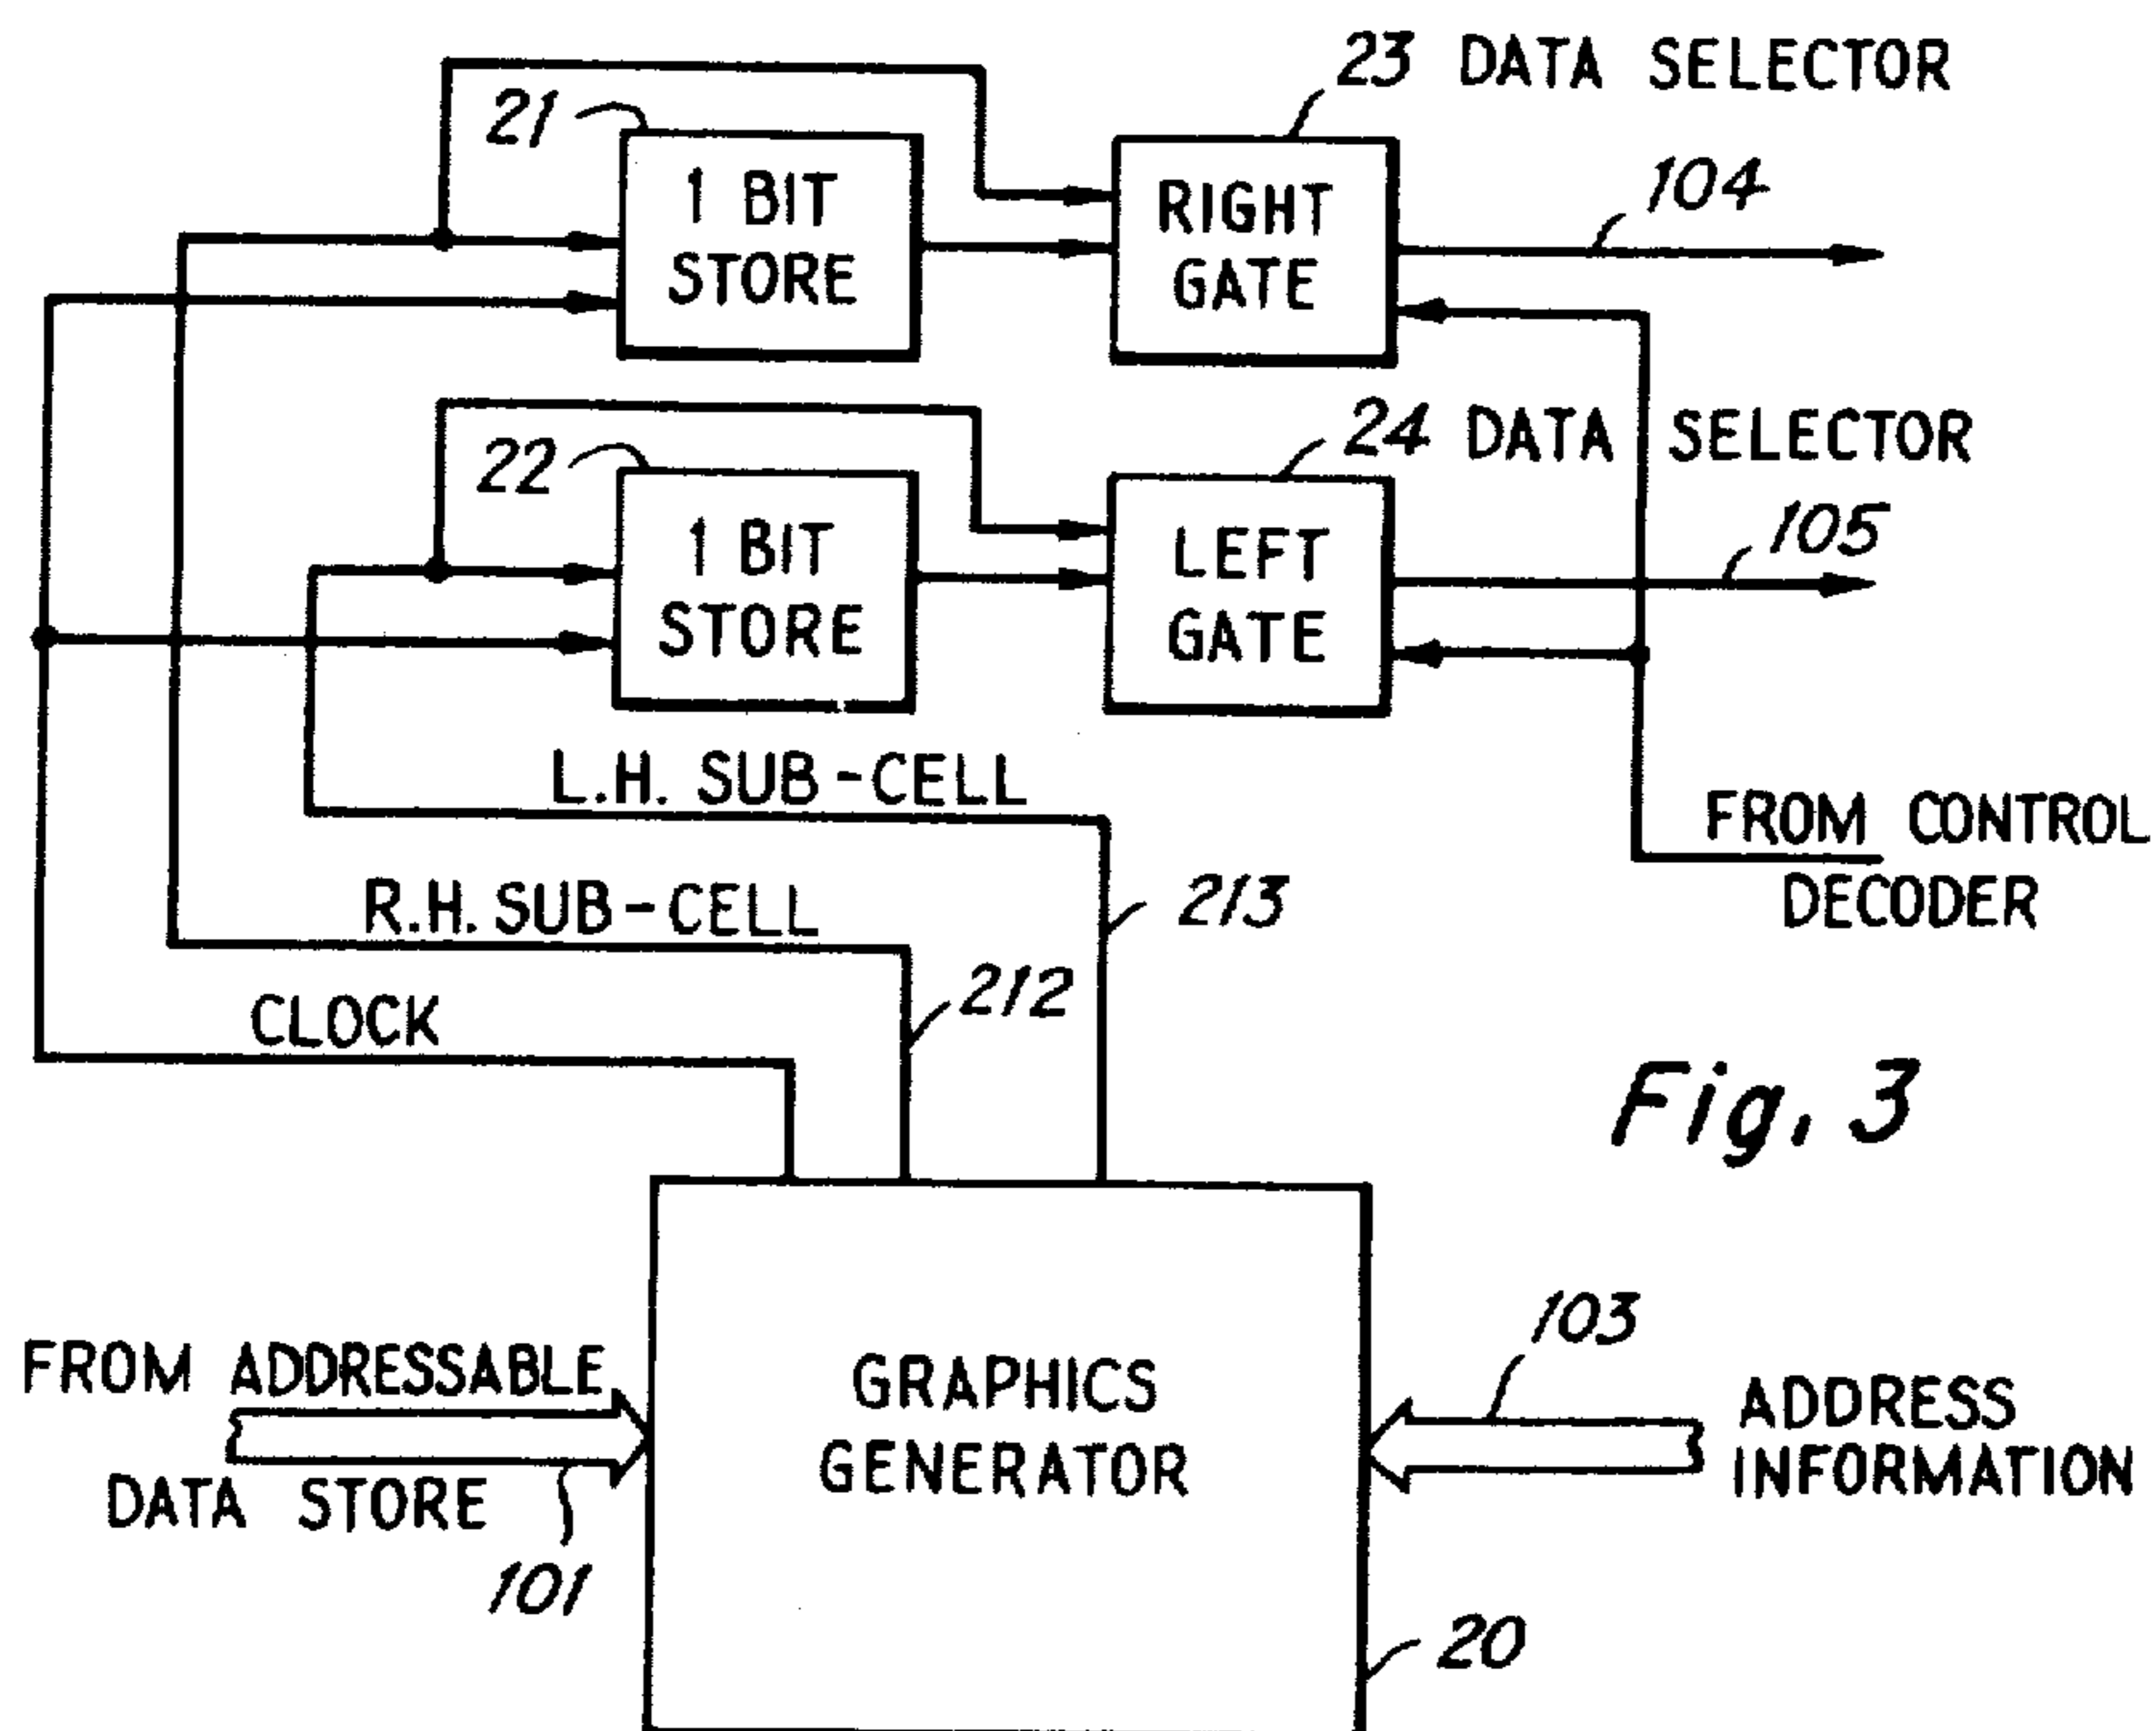 23 DATA SELECTOR
21
104
1 BIT
STORE
RIGHT
GATE
24 DATA SELECTOR
22
105
1 BIT
STORE
LEFT
GATE
L.H. SUB-CELL
FROM CONTROL
DECODER
R.H. SUB-CELL
213
212
CLOCK
Fig. 3
103
FROM ADDRESSABLE
DATA STORE
101
GRAPHICS
GENERATOR
ADDRESS
INFORMATION
20